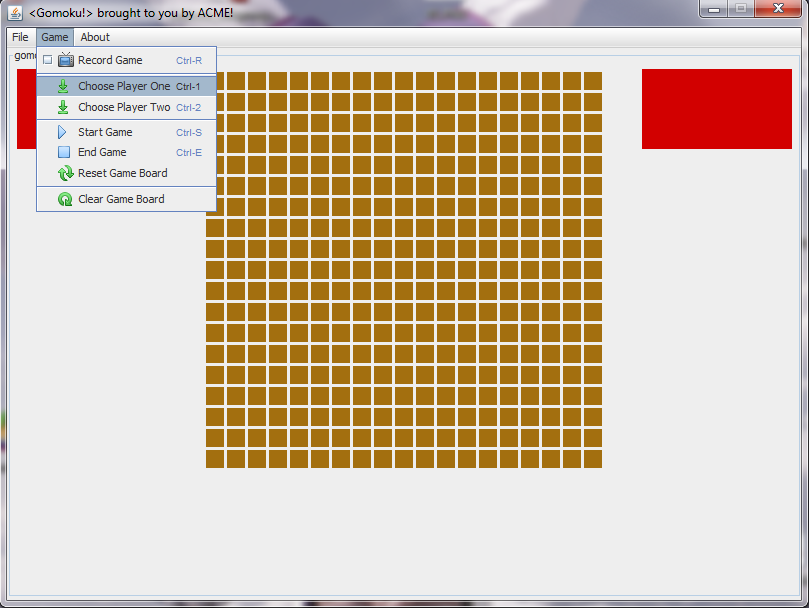 <Gomoku!> brought to you by ACME!
File Game About
gom
Record Game Ctrl-R
Choose Player One Ctrl-1
Choose Player Two Ctrl-2
Start Game Ctrl-S
End Game Ctrl-E
Reset Game Board
Clear Game Board